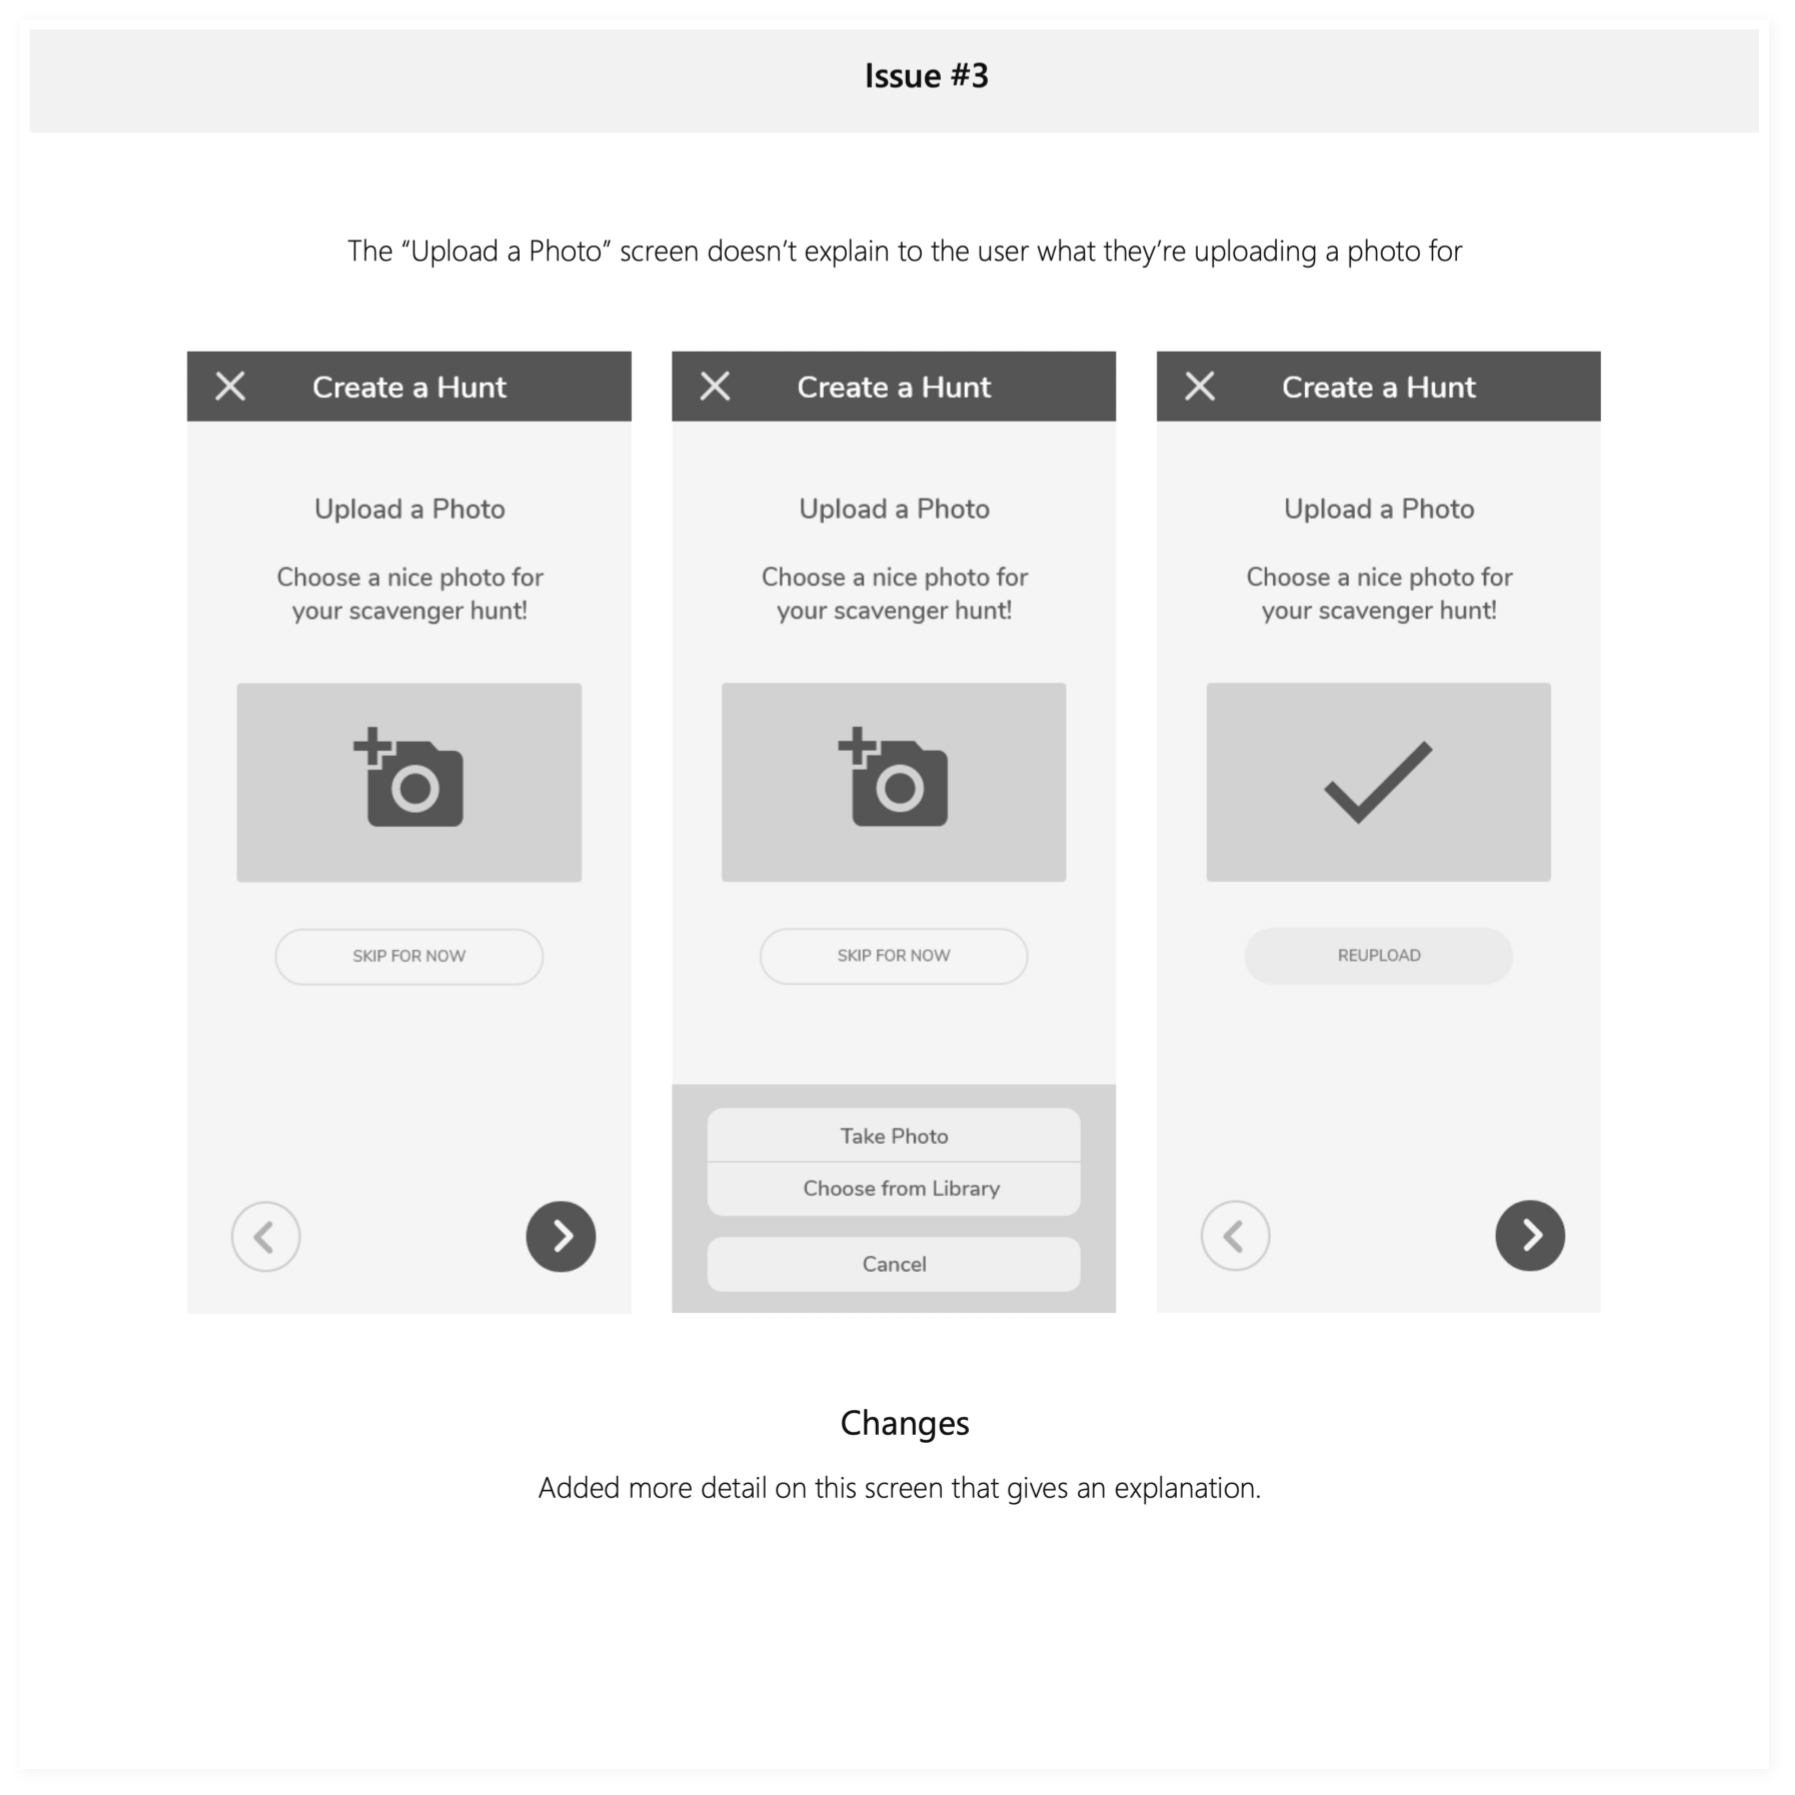 Issue #3
The “Upload a Photo” screen doesn’t explain to the user what they’re uploading a photo for
Create a Hunt
Upload a Photo
Choose a nice photo for
your scavenger hunt!
SKIP FOR NOW
Create a Hunt
Upload a Photo
Choose a nice photo for
your scavenger hunt!
SKIP FOR NOW
Take Photo
Choose from Library
Cancel
Create a Hunt
Upload a Photo
Choose a nice photo for
your scavenger hunt!
REUPLOAD
Changes
Added more detail on this screen that gives an explanation.